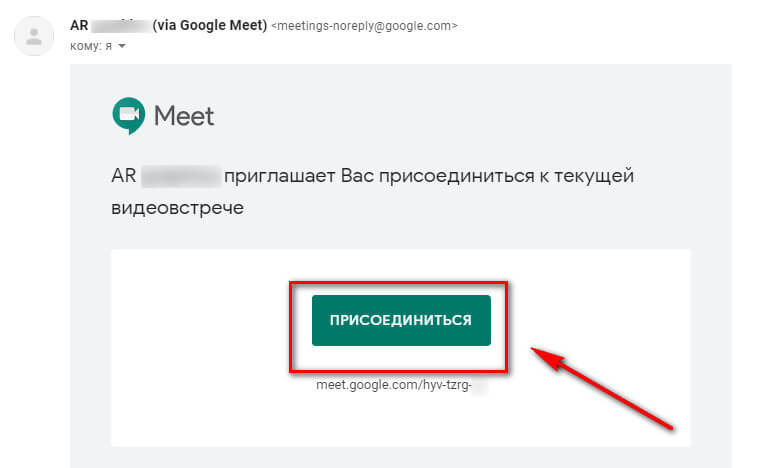 AR (via Google Meet) <meetings-noreply@google.com>
кому: я
Meet
AR приглашает Вас присоединиться к текущей
видеовстрече
ПРИСОЕДИНИТЬСЯ
meet.google.com/hyv-tzrg-